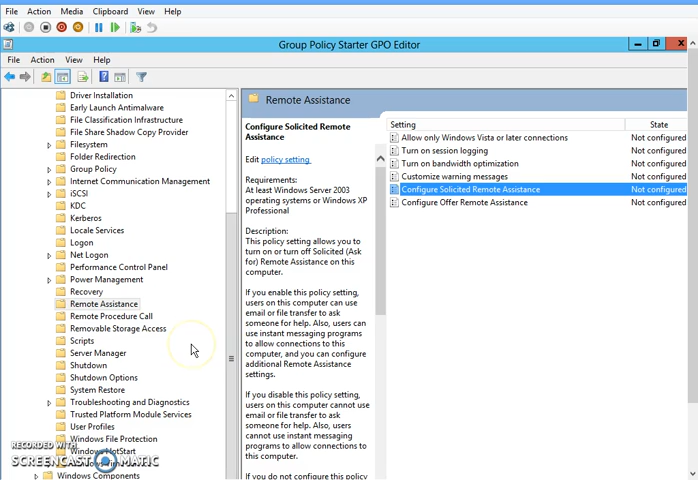 File Action Media Clipboard View Help
Group Policy Starter GPO Editor
File Action View Help
Driver Installation
Early Launch Antimalware
File Classification Infrastructure
File Share Shadow Copy Provider
Filesystem
Folder Redirection
Group Policy
Internet Communication Management
iSCSI
KDC
Kerberos
Locale Services
Logon
Net Logon
Performance Control Panel
Power Management
Recovery
Remote Assistance
Remote Procedure Call
Removable Storage Access
Scripts
Server Manager
Shutdown
Shutdown Options
System Restore
Troubleshooting and Diagnostics
Trusted Platform Module Services
User Profiles
Windows File Protection
Windows HotStart
Windows Components
RECORDED WITH
SCREENCAST MATIC
Remote Assistance
Configure Solicited Remote
Assistance
Edit policy setting
Requirements:
At least Windows Server 2003
operating systems or Windows XP
Professional
Description:
This policy setting allows you to
turn on or turn off Solicited (Ask
for) Remote Assistance on this
computer.
If you enable this policy setting,
users on this computer can use
email or file transfer to ask
someone for help. Also, users can
use instant messaging programs
to allow connections to this
computer, and you can configure
additional Remote Assistance
settings.
If you disable this policy setting,
users on this computer cannot use
email or file transfer to ask
someone for help. Also, users
cannot use instant messaging
programs to allow connections to
this computer.
If you do not configure this policy
Setting State
Allow only Windows Vista or later connections Not configured
Turn on session logging Not configured
Turn on bandwidth optimization Not configured
Customize warning messages Not configured
Configure Solicited Remote Assistance Not configured
Configure Offer Remote Assistance Not configured